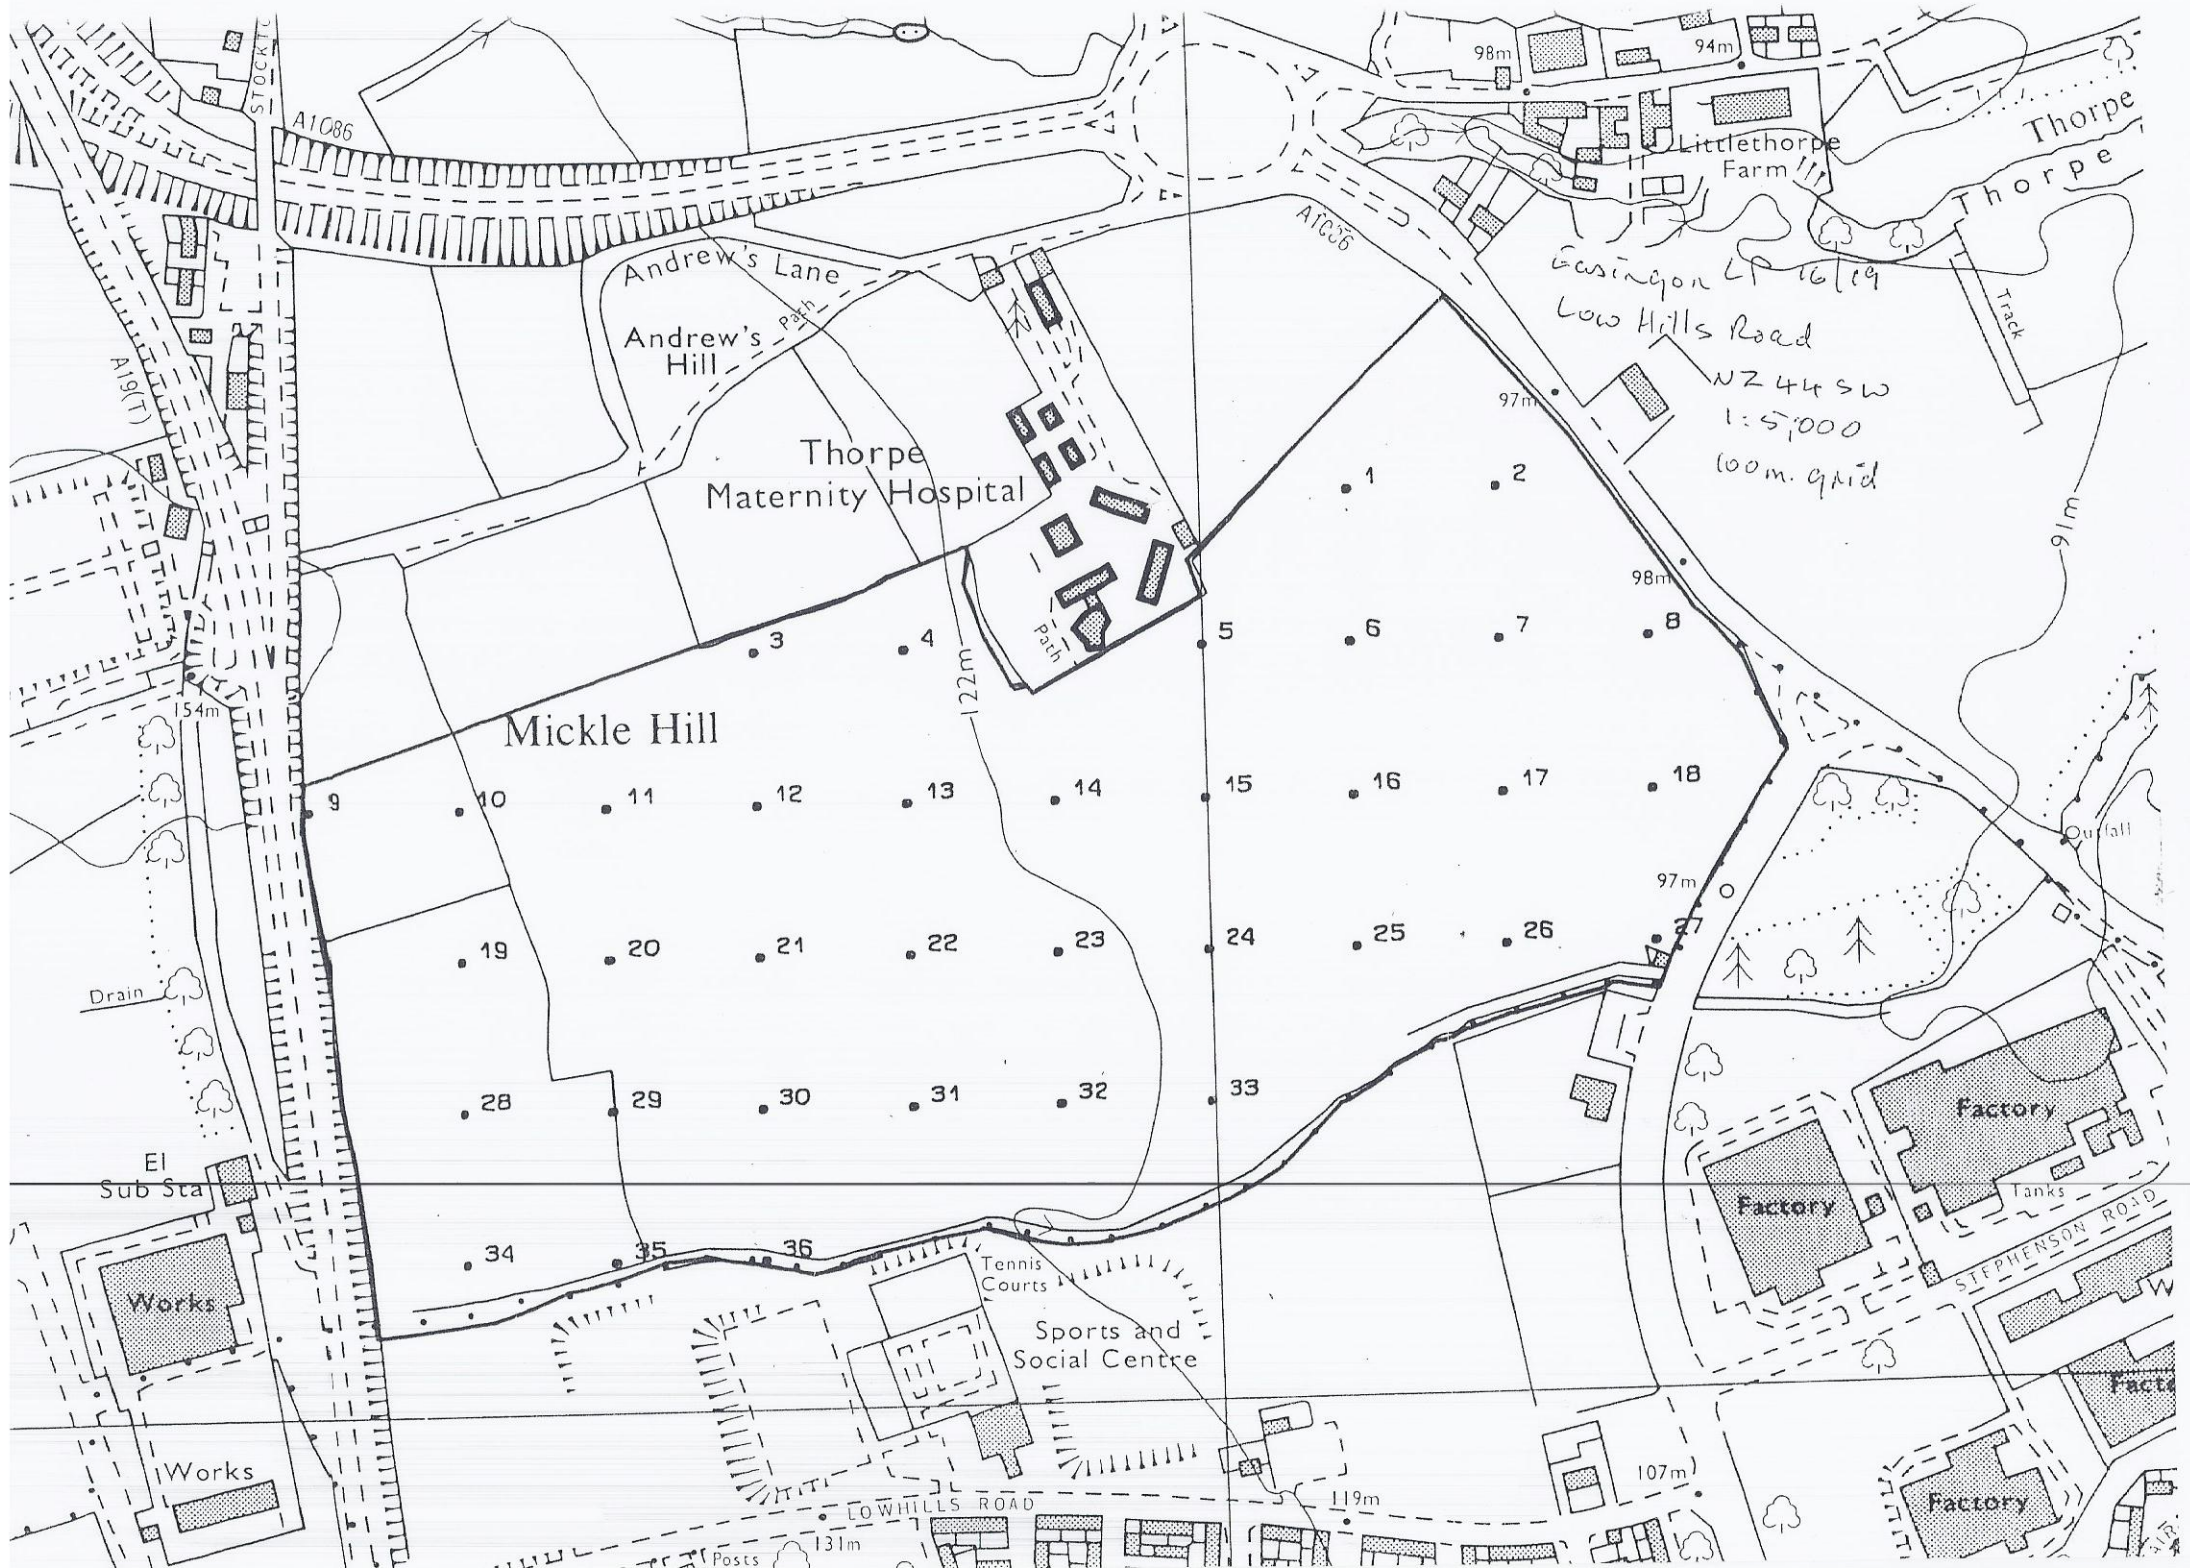 STOCKTO
A1086
98m
94m
Littlethorpe
Farm
Thorpe
Thorpe
A1086
Andrew's Lane
Path
Andrew's
Hill
A19(T)
Easington LP 16/19
Low Hills Road
NZ 44 SW
1:5,000
100m. grid
Track
97m
91m
Thorpe
Maternity Hospital
1
2
98m
Path
3
4
5
6
7
8
122m
154m
Mickle Hill
9
10
11
12
13
14
15
16
17
18
Outfall
97m
19
20
21
22
23
24
25
26
27
Drain
28
29
30
31
32
33
Factory
El
Sub Sta
Factory
Tanks
STEPHENSON ROAD
34
35
36
Tennis
Courts
Works
Sports and
Social Centre
W
Facto
Works
LOWHILLS ROAD
119m
107m
Factory
131m
Posts